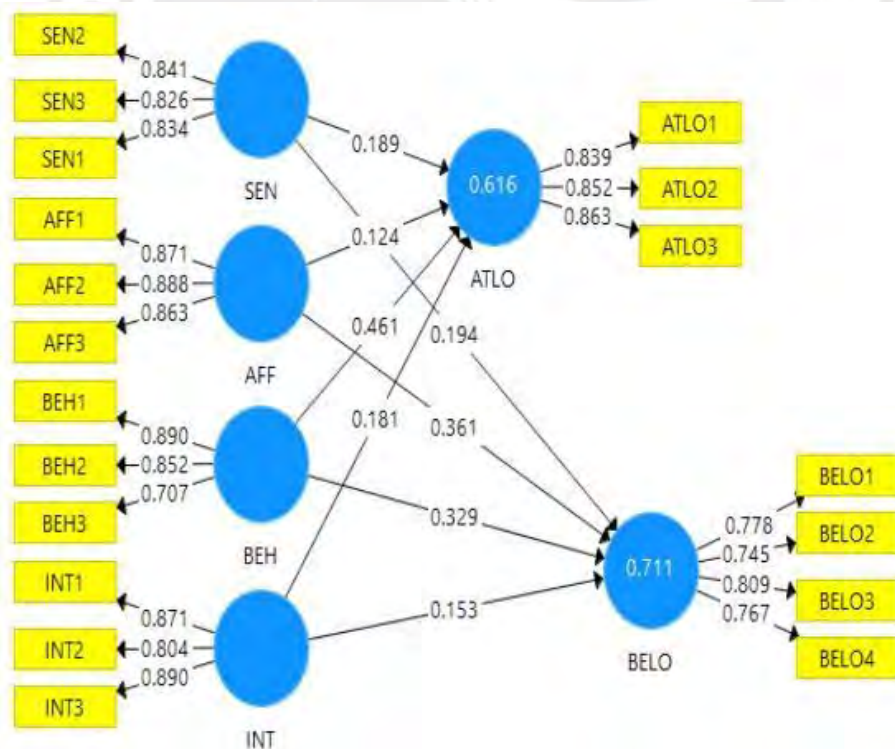 SEN2
SEN3
SEN1
0.841
0.826
0.834
SEN
AFF1
AFF2
AFF3
0.871
0.888
0.863
AFF
BEH1
BEH2
BEH3
0.890
0.852
0.707
BEH
INT1
INT2
INT3
0.871
0.804
0.890
INT
0.189
0.124
0.461
0.181
0.194
0.361
0.329
0.153
0.616
ATLO
0.839
0.852
0.863
ATLO1
ATLO2
ATLO3
0.711
BELO
0.778
0.745
0.809
0.767
BELO1
BELO2
BELO3
BELO4